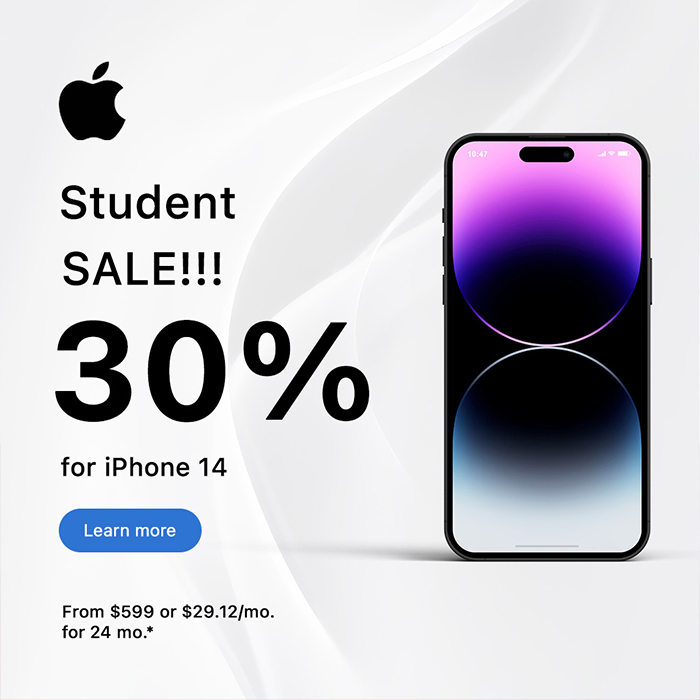 Student
SALE!!!
30%
for iPhone 14
Learn more
From $599 or $29.12/mo.
for 24 mo.*
10:47